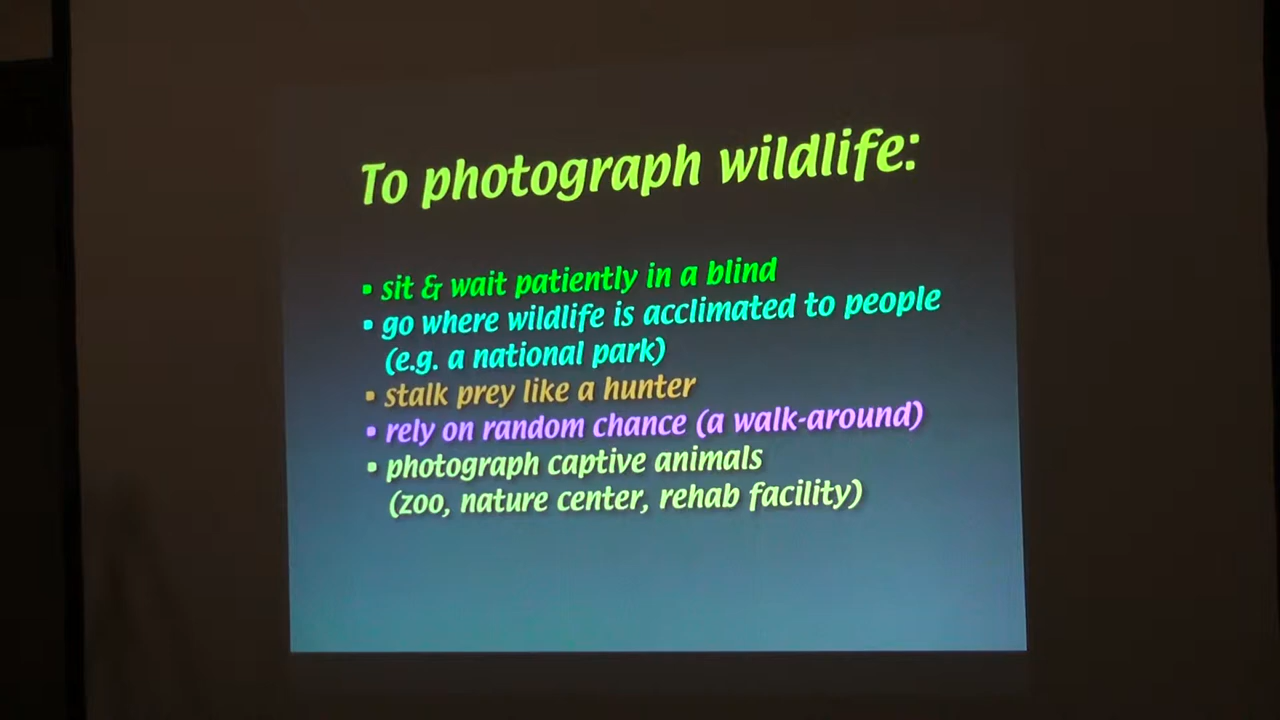 To photograph wildlife:
▪ sit & wait patiently in a blind
▪ go where wildlife is acclimated to people
(e.g. a national park)
▪ stalk prey like a hunter
▪ rely on random chance (a walk-around)
▪ photograph captive animals
(zoo, nature center, rehab facility)